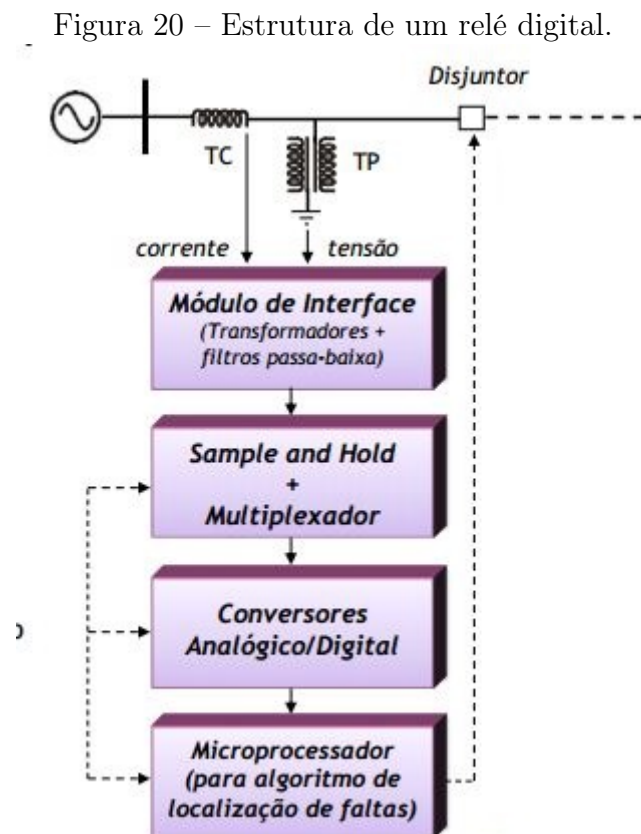 Figura 20 – Estrutura de um relé digital.
Disjuntor
TC
TP
corrente
tensão
Módulo de Interface
(Transformadores +
filtros passa-baixa)
Sample and Hold
+
Multiplexador
Conversores
Analógico/Digital
Microprocessador
(para algoritmo de
localização de faltas)